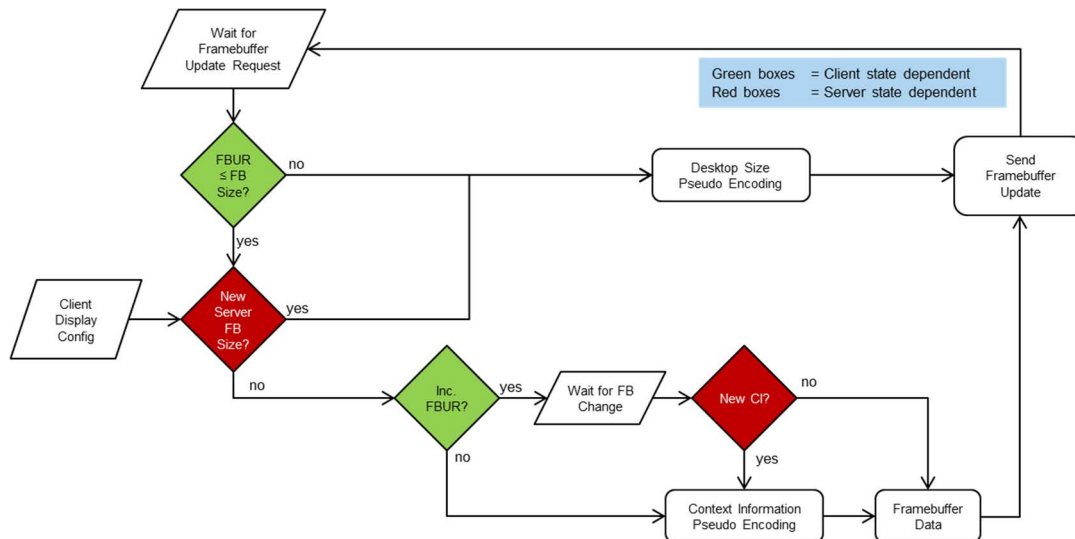 Wait for
Framebuffer
Update Request
Green boxes = Client state dependent
Red boxes = Server state dependent
FBUR
≤ FB
Size?
no
Desktop Size
Pseudo Encoding
Send
Framebuffer
Update
yes
Client
Display
Config
New
Server
FB
Size?
yes
no
Inc.
FBUR?
yes
Wait for FB
Change
New CI?
no
no
yes
Context Information
Pseudo Encoding
Framebuffer
Data